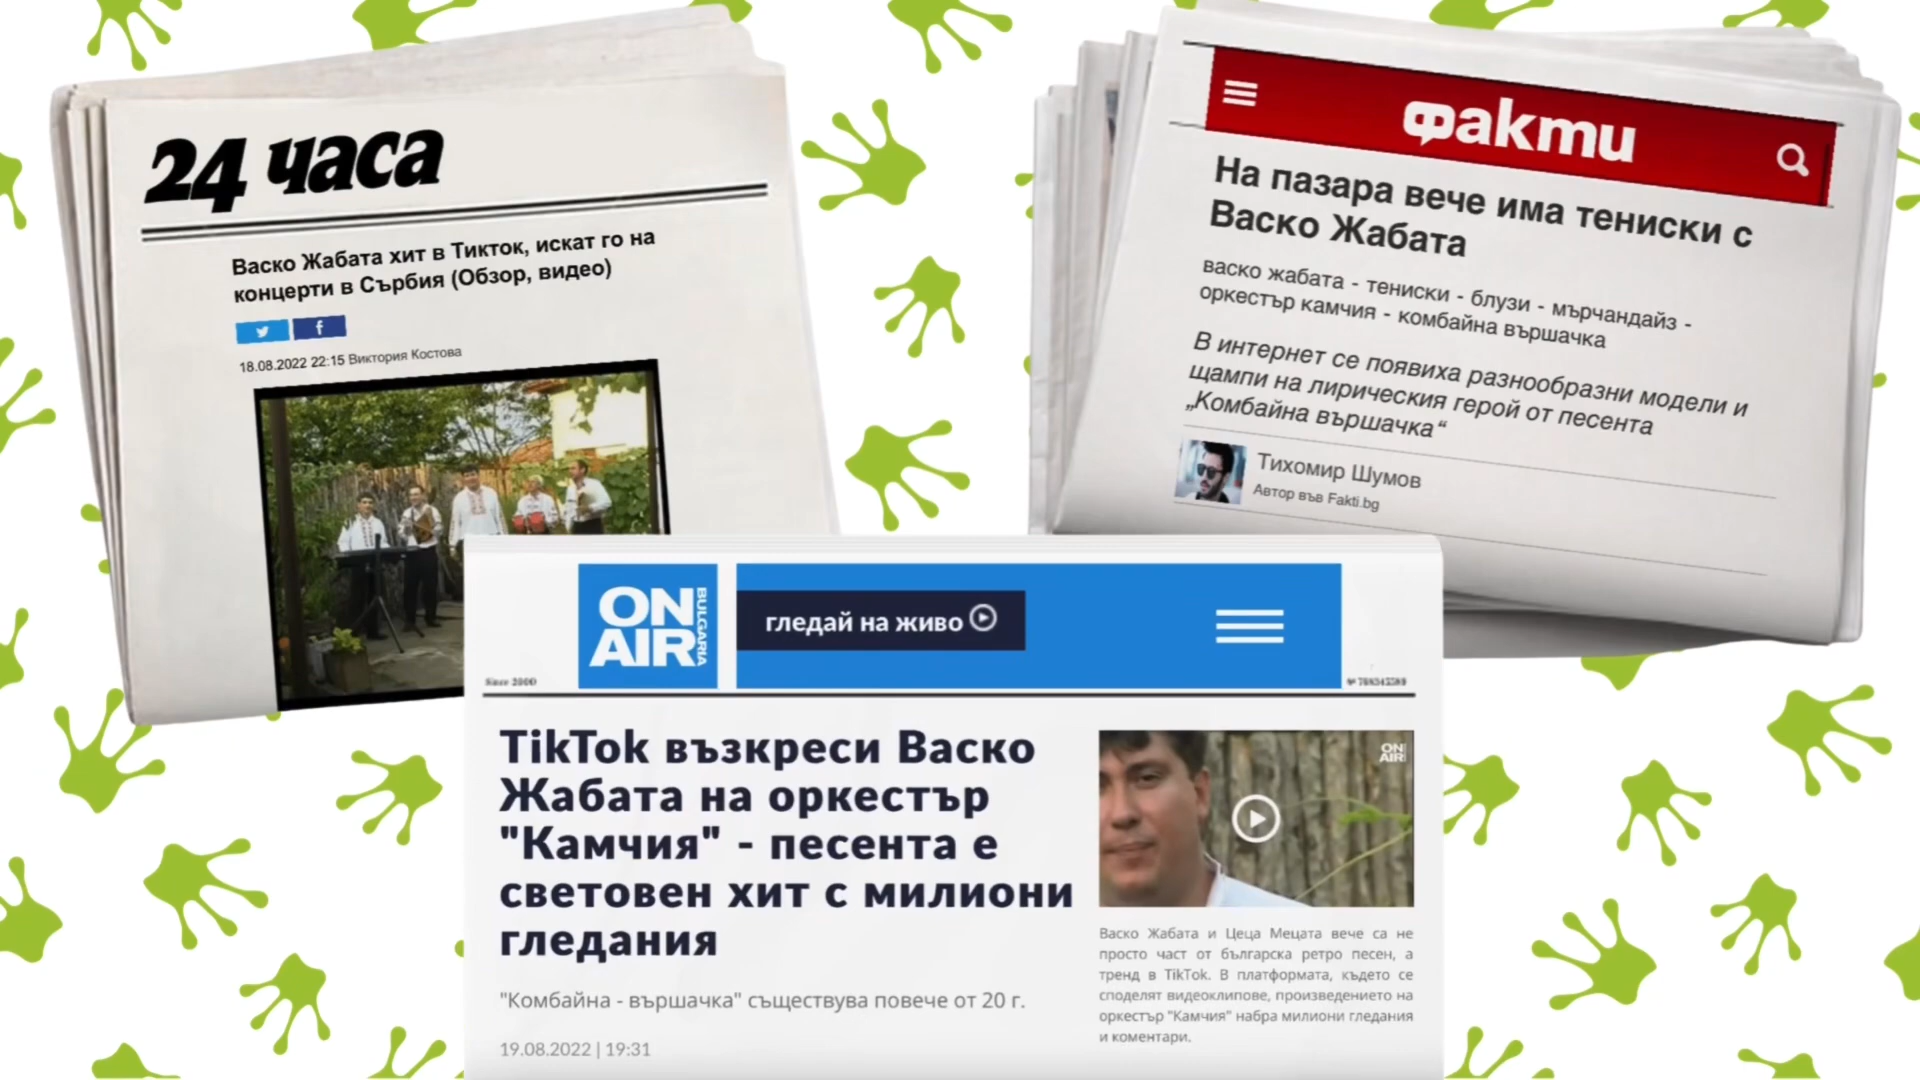 24 часа
Васко Жабата хит в Тикток, искат го на
концерти в Сърбия (Обзор, видео)
18.08.2022 22:15 Виктория Костова
факти
На пазара вече има тениски с
Васко Жабата
васко жабата - тениски - блузи - мърчандайз -
оркестър камчия - комбайна вършачка
В интернет се появиха разнообразни модели и
щампи на лирическия герой от песента
„Комбайна вършачка“
Тихомир Шумов
Автор във Fakti.bg
ON
AIR
BULGARIA
гледай на живо
Since 2000
TikTok възкреси Васко
Жабата на оркестър
"Камчия" - песента е
световен хит с милиони
гледания
"Комбайна - вършачка" съществува повече от 20 г.
19.08.2022 | 19:31
ON
AIR
Васко Жабата и Цеца Мецата вече са не
просто част от българска ретро песен, а
тренд в TikTok. В платформата, където се
споделят видеоклипове, произведението на
оркестър "Камчия" набра милиони гледания
и коментари.